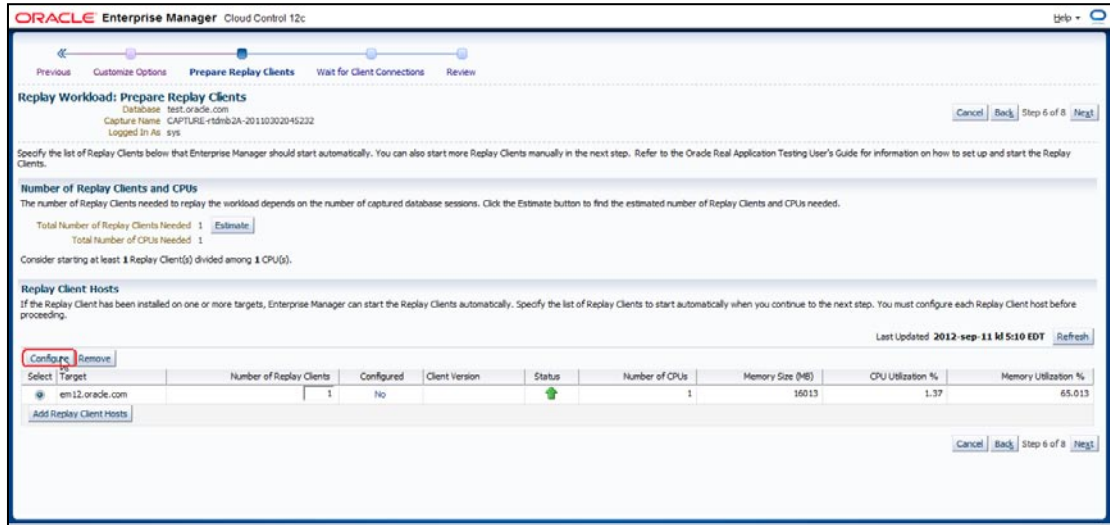 ORACLE Enterprise Manager Cloud Control 12c
Help
Previous Customize Options Prepare Replay Clients Wait for Client Connections Review
Replay Workload: Prepare Replay Clients
Database test.oracle.com
Capture Name CAPTURE-rtdmb2A-20110302045232
Logged In As sys
Cancel Back Step 6 of 8 Next
Specify the list of Replay Clients below that Enterprise Manager should start automatically. You can also start more Replay Clients manually in the next step. Refer to the Oracle Real Application Testing User's Guide for information on how to set up and start the Replay
Clients.
Number of Replay Clients and CPUs
The number of Replay Clients needed to replay the workload depends on the number of captured database sessions. Click the Estimate button to find the estimated number of Replay Clients and CPUs needed.
Total Number of Replay Clients Needed 1 Estimate
Total Number of CPUs Needed 1
Consider starting at least 1 Replay Client(s) divided among 1 CPU(s).
Replay Client Hosts
If the Replay Client has been installed on one or more targets, Enterprise Manager can start the Replay Clients automatically. Specify the list of Replay Clients to start automatically when you continue to the next step. You must configure each Replay Client host before
proceeding.
Last Updated 2012-sep-11 kl 5:10 EDT Refresh
Configure Remove
Select Target Number of Replay Clients Configured Client Version Status Number of CPUs Memory Size (MB) CPU Utilization % Memory Utilization %
em12.oracle.com 1 No 1 16013 1.37 65.013
Add Replay Client Hosts
Cancel Back Step 6 of 8 Next